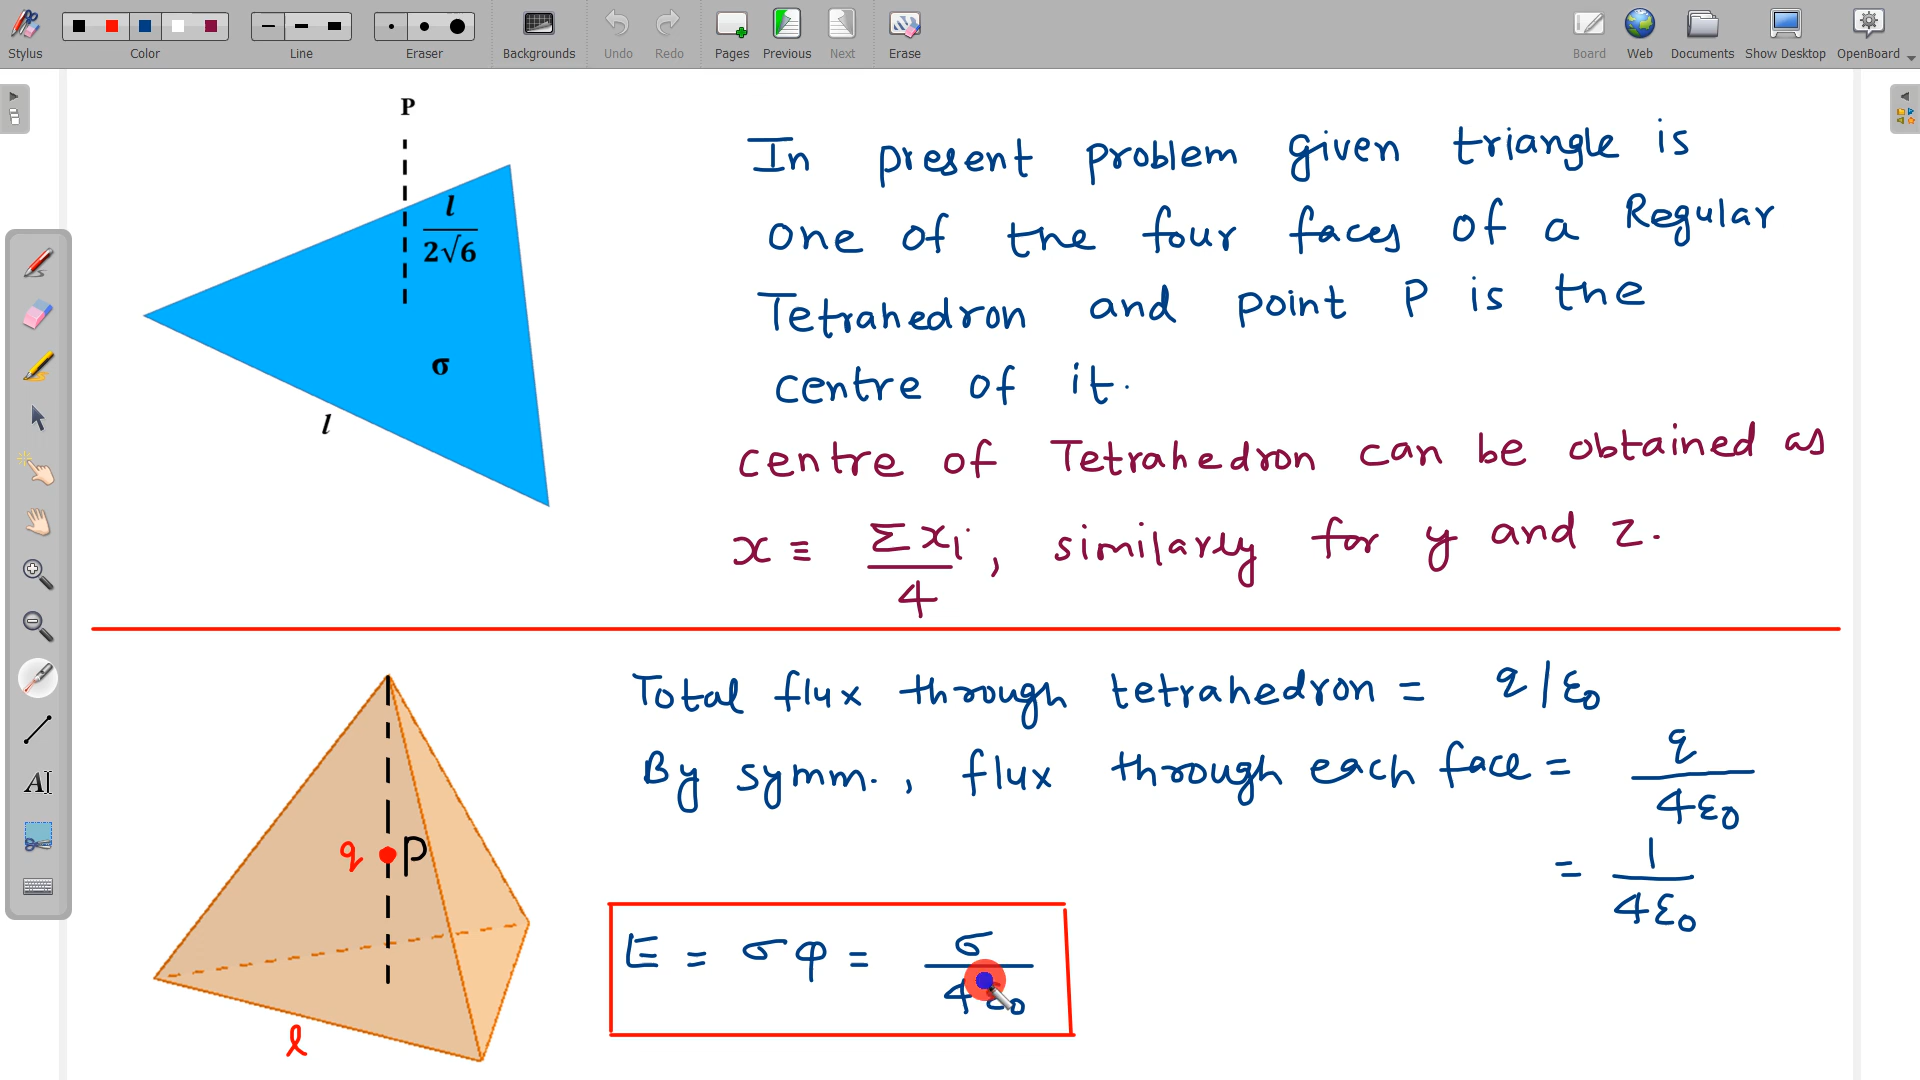 Stylus
Color
Line
Eraser
Backgrounds
Undo
Redo
Pages
Previous
Next
Erase
Board
Web
Documents
Show Desktop
OpenBoard
P
l
2√6
σ
l
In present problem given triangle is
one of the four faces of a Regular
Tetrahedron and point P is the
centre of it.
centre of Tetrahedron can be obtained as
x ≡ Σxi/4, similarly for y and z.
Total flux through tetrahedron = q/ε0
By symm., flux through each face = q/4ε0
= 1/4ε0
q P
l
E = σφ = σ/4ε0
AI